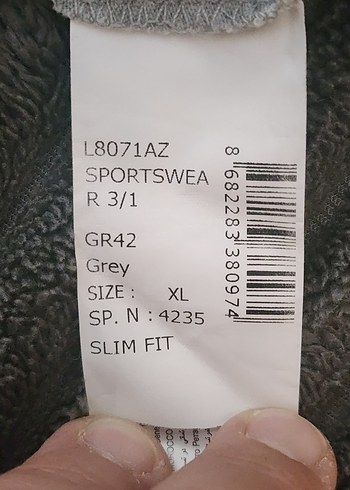 L8071AZ
SPORTSWEA
R 3/1
GR42
Grey
SIZE : XL
SP. N : 4235
SLIM FIT
8 682283 380974